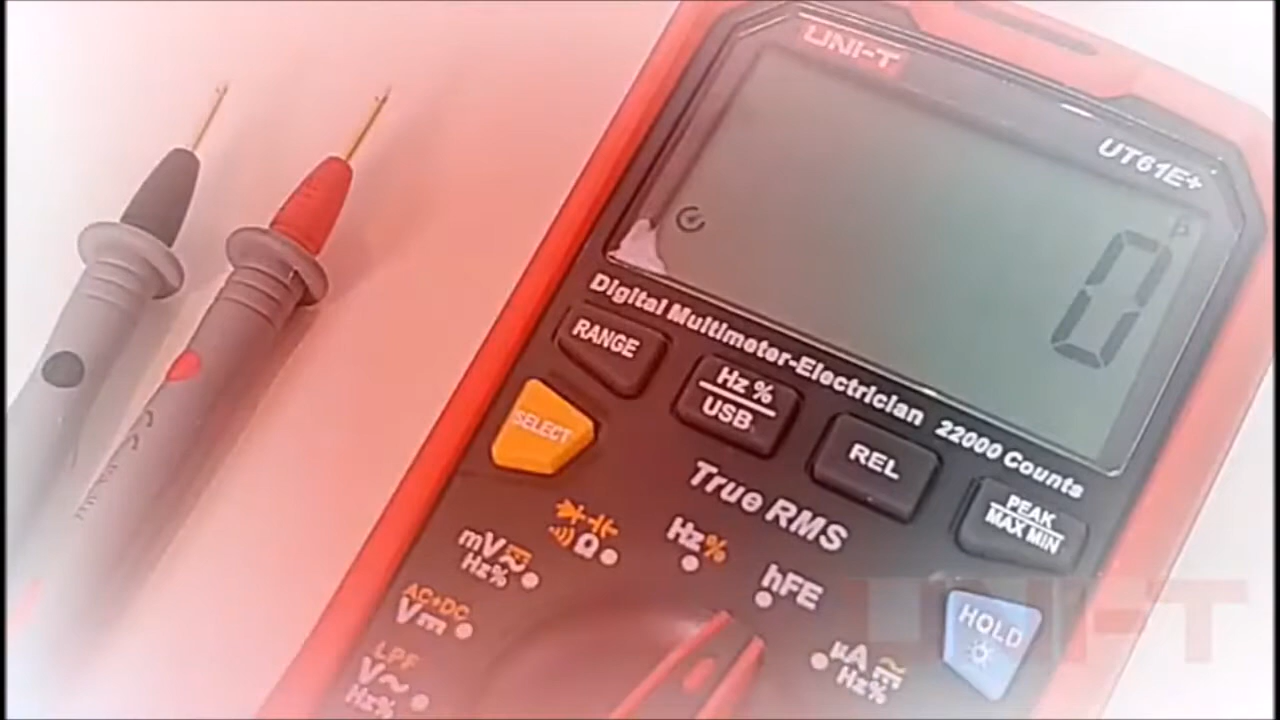 UNI-T
UT61E+
β
0
Digital Multimeter-Electrician 22000 Counts
RANGE
Hz %
USB
REL
PEAK
MAX MIN
SELECT
True RMS
HOLD
Ω
Hz%
hFE
mV
Hz%
AC+DC
V
LPF
V~
Hz%
µA
Hz%
UNI-T